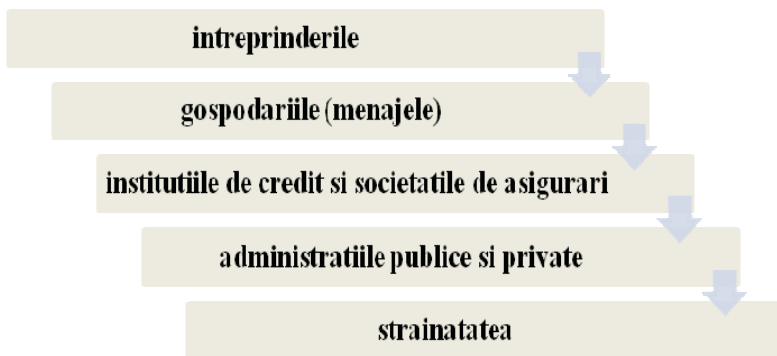 intreprinderile
gospodariile (menajele)
institutiile de credit si societatile de asigurari
administratiile publice si private
strainatatea